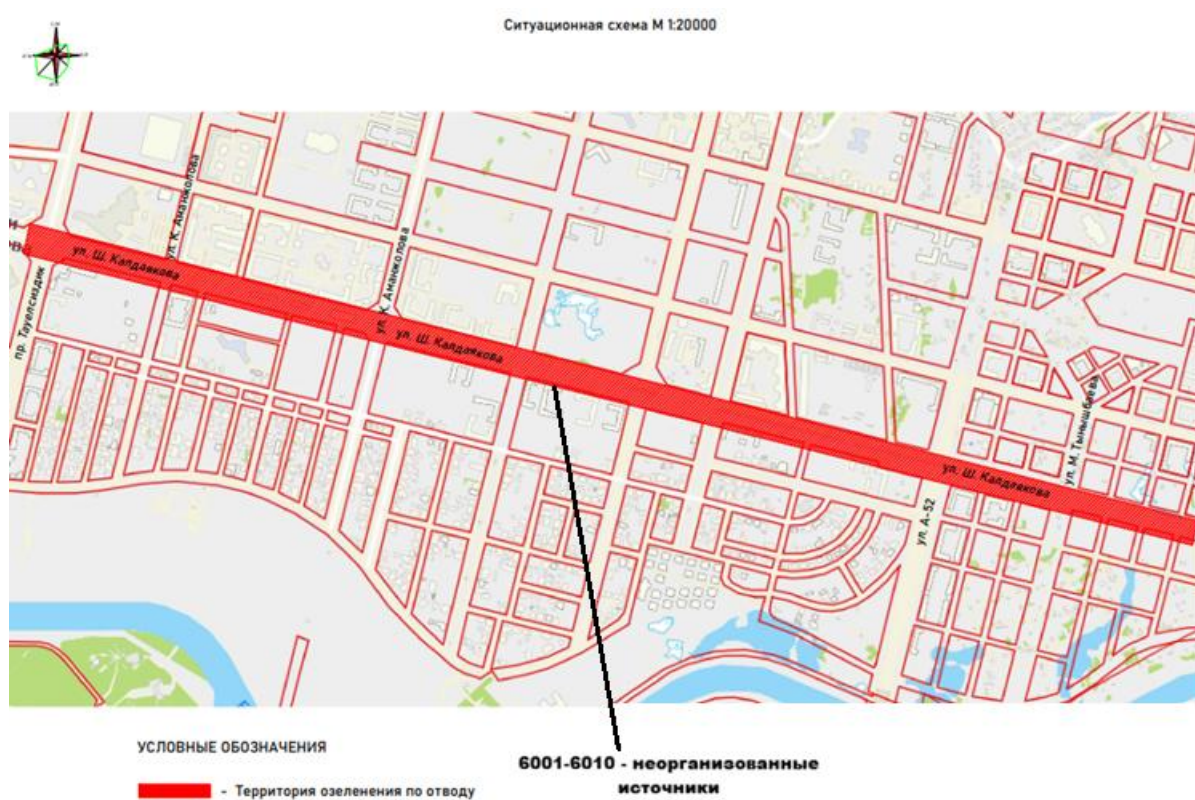 Ситуационная схема М 1:20000
ул. К. Аманжолова
ул. Ш. Калдаякова
пр. Тауелсиздик
ул. К. Аманжолова
ул. Ш. Калдаякова
ул. М. Тынышбаева
ул. Ш. Калдаякова
ул. А-52
УСЛОВНЫЕ ОБОЗНАЧЕНИЯ
- Территория озеленения по отводу
6001-6010 - неорганизованные
источники